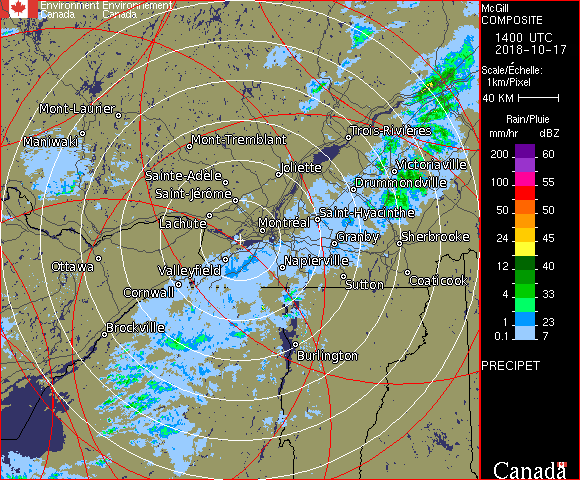 Environment Environnement
Canada Canada
McGill
COMPOSITE
1400 UTC
2018-10-17
Scale/Échelle:
1km/Pixel
40 KM
Rain/Pluie
mm/hr dBZ
200 60
100 55
50 50
24 45
12 40
4 33
1 23
0.1 7
PRECIPET
Canada
Mont-Laurier
Maniwaki
Mont-Tremblant
Trois-Rivières
Sainte-Adèle
Joliette
Victoriaville
Saint-Jérôme
Drummondville
Lachute
Montréal
Saint-Hyacinthe
Granby
Sherbrooke
Ottawa
Valleyfield
Napierville
Cornwall
Sutton
Coaticook
Brockville
Burlington